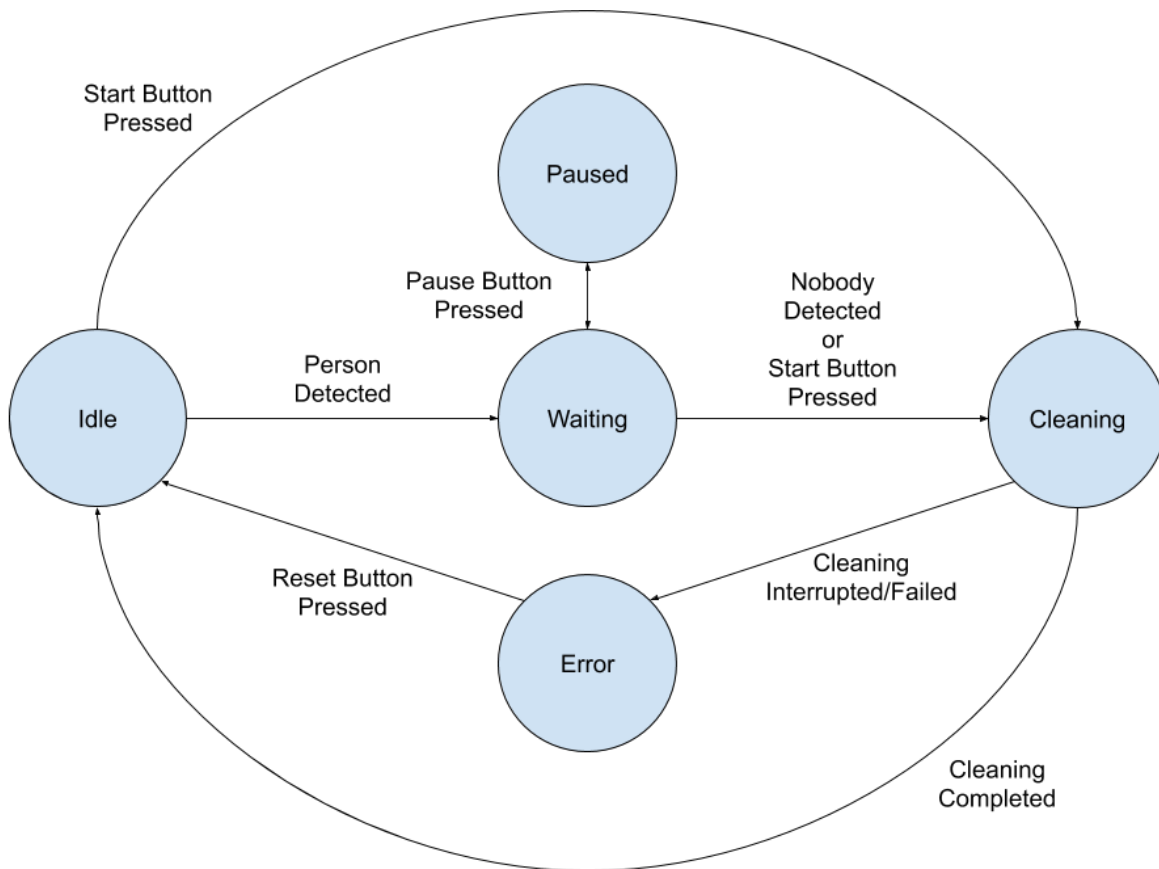 Start Button
Pressed
Paused
Pause Button
Pressed
Nobody
Detected
or
Start Button
Pressed
Person
Detected
Idle
Waiting
Cleaning
Reset Button
Pressed
Cleaning
Interrupted/Failed
Error
Cleaning
Completed